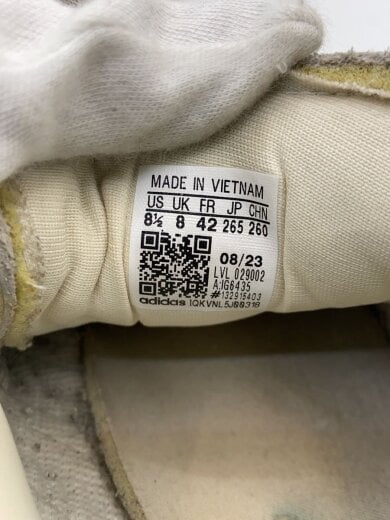 MADE IN VIETNAM
US UK FR JP CHN
8½ 8 42 265 260
08/23
LVL 029002
A:IG6435
#132915403
adidas IQKVNL5J00318